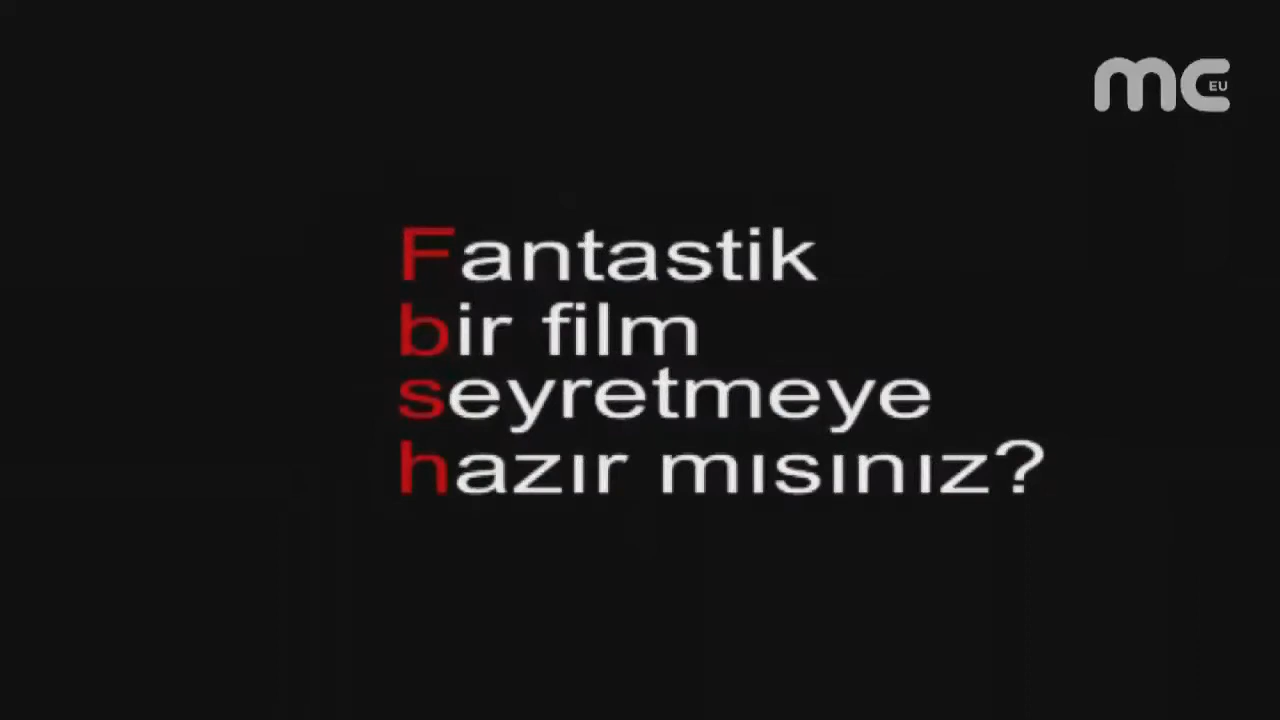 mc EU
Fantastik
bir film
seyretmeye
hazır mısınız?